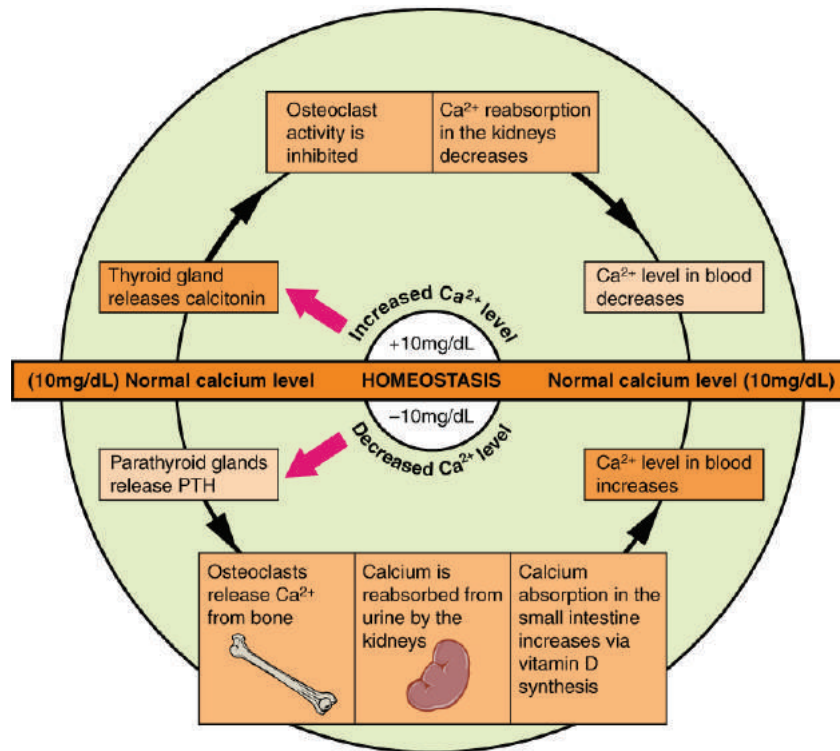 Osteoclast
activity is
inhibited
Ca²⁺ reabsorption
in the kidneys
decreases
Thyroid gland
releases calcitonin
Increased Ca²⁺ level
+10mg/dL
Ca²⁺ level in blood
decreases
(10mg/dL) Normal calcium level
HOMEOSTASIS
Normal calcium level (10mg/dL)
−10mg/dL
Decreased Ca²⁺ level
Parathyroid glands
release PTH
Ca²⁺ level in blood
increases
Osteoclasts
release Ca²⁺
from bone
Calcium is
reabsorbed from
urine by the
kidneys
Calcium
absorption in the
small intestine
increases via
vitamin D
synthesis